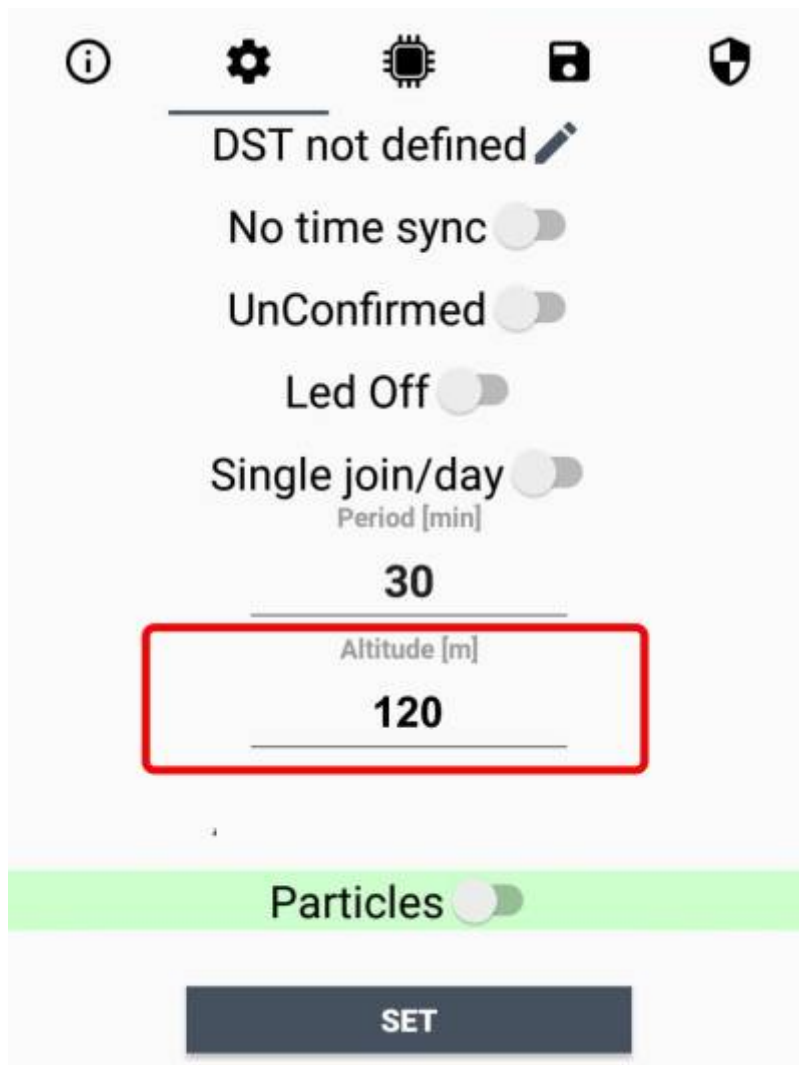 DST not defined
No time sync
UnConfirmed
Led Off
Single join/day
Period [min]
30
Altitude [m]
120
Particles
SET